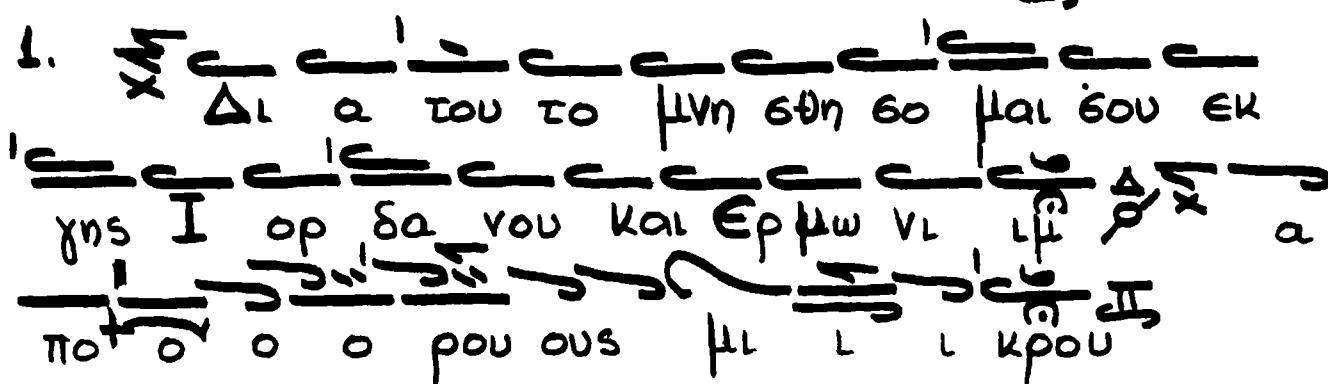 1. Δι α του το μνη σθη σο μαι σου εκ
γης Ι ορ δα νου και Ερ μω νι ιμ Δ α
πο ο ο ο ρου ους μι ι ι κρου Π